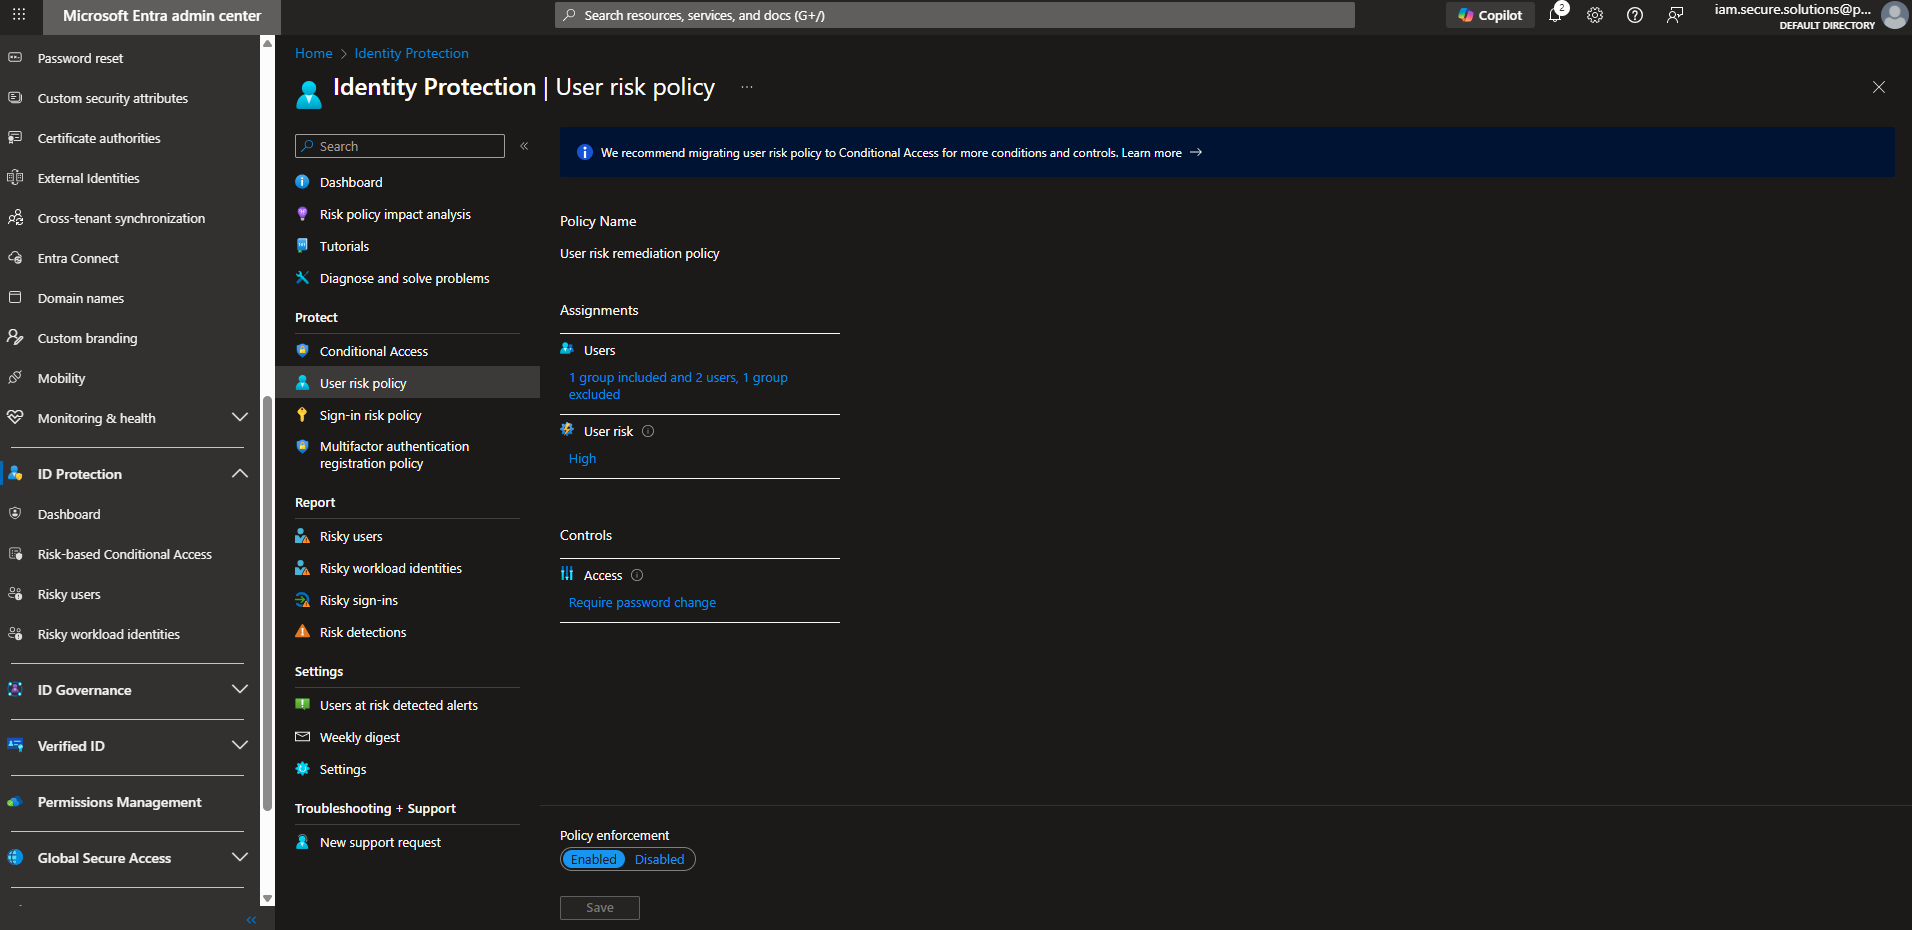 Microsoft Entra admin center
Search resources, services, and docs (G+/)
Copilot
2
iam.secure.solutions@p...
DEFAULT DIRECTORY
Password reset
Custom security attributes
Certificate authorities
External Identities
Cross-tenant synchronization
Entra Connect
Domain names
Custom branding
Mobility
Monitoring & health
ID Protection
Dashboard
Risk-based Conditional Access
Risky users
Risky workload identities
ID Governance
Verified ID
Permissions Management
Global Secure Access
Home > Identity Protection
Identity Protection | User risk policy ...
Search
Dashboard
Risk policy impact analysis
Tutorials
Diagnose and solve problems
Protect
Conditional Access
User risk policy
Sign-in risk policy
Multifactor authentication
registration policy
Report
Risky users
Risky workload identities
Risky sign-ins
Risk detections
Settings
Users at risk detected alerts
Weekly digest
Settings
Troubleshooting + Support
New support request
We recommend migrating user risk policy to Conditional Access for more conditions and controls. Learn more →
Policy Name
User risk remediation policy
Assignments
Users
1 group included and 2 users, 1 group
excluded
User risk
High
Controls
Access
Require password change
Policy enforcement
Enabled Disabled
Save